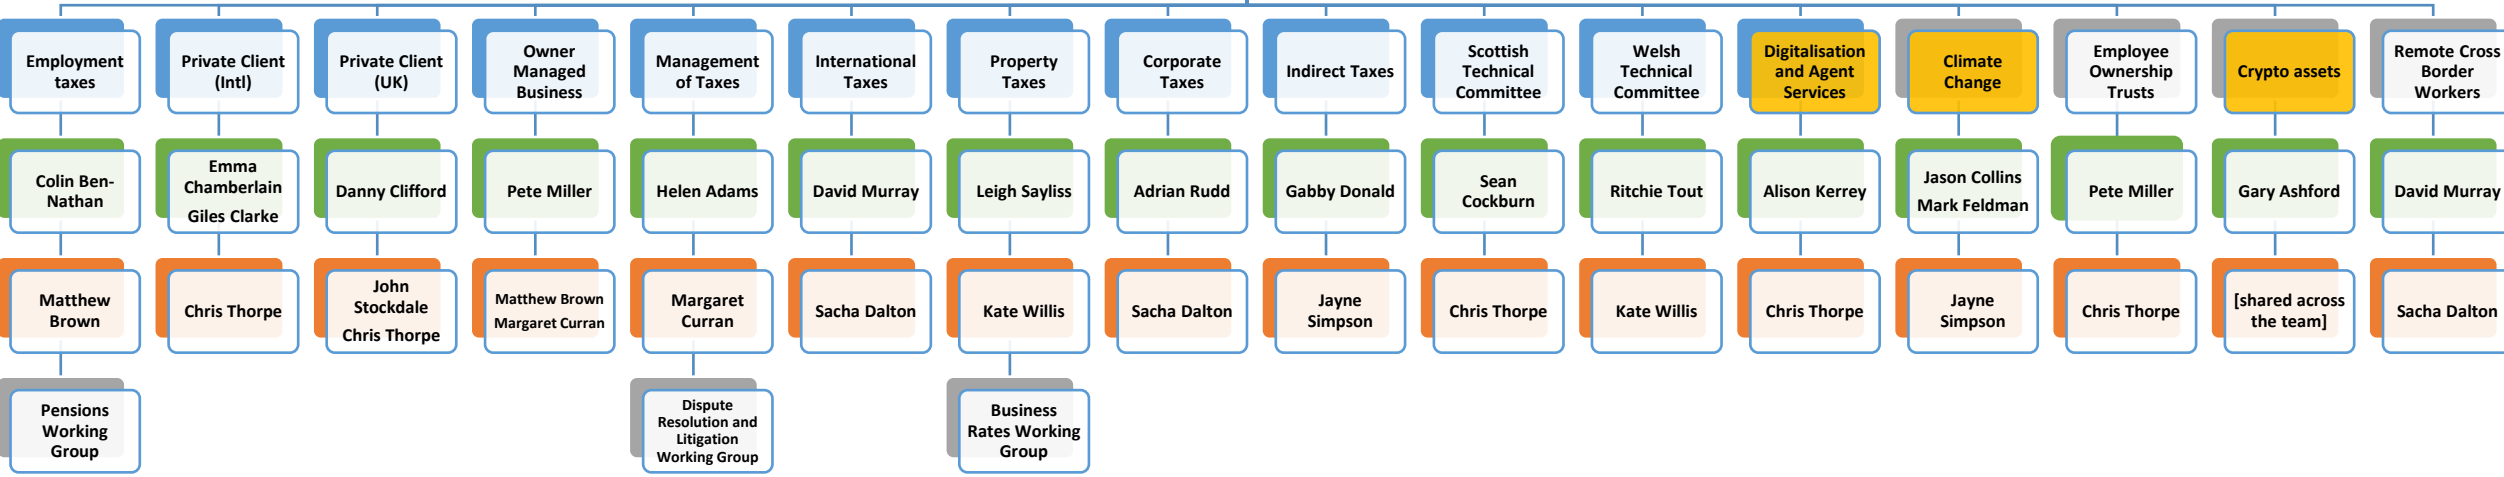 Employment
taxes
Private Client
(Intl)
Private Client
(UK)
Owner
Managed
Business
Management
of Taxes
International
Taxes
Property
Taxes
Corporate
Taxes
Indirect Taxes
Scottish
Technical
Committee
Welsh
Technical
Committee
Digitalisation
and Agent
Services
Climate
Change
Employee
Ownership
Trusts
Crypto assets
Remote Cross
Border
Workers
Colin Ben-
Nathan
Emma
Chamberlain
Giles Clarke
Danny Clifford
Pete Miller
Helen Adams
David Murray
Leigh Sayliss
Adrian Rudd
Gabby Donald
Sean
Cockburn
Ritchie Tout
Alison Kerrey
Jason Collins
Mark Feldman
Pete Miller
Gary Ashford
David Murray
Matthew
Brown
Chris Thorpe
John
Stockdale
Chris Thorpe
Matthew Brown
Margaret Curran
Margaret
Curran
Sacha Dalton
Kate Willis
Sacha Dalton
Jayne
Simpson
Chris Thorpe
Kate Willis
Chris Thorpe
Jayne
Simpson
Chris Thorpe
[shared across
the team]
Sacha Dalton
Pensions
Working
Group
Dispute
Resolution and
Litigation
Working Group
Business
Rates Working
Group